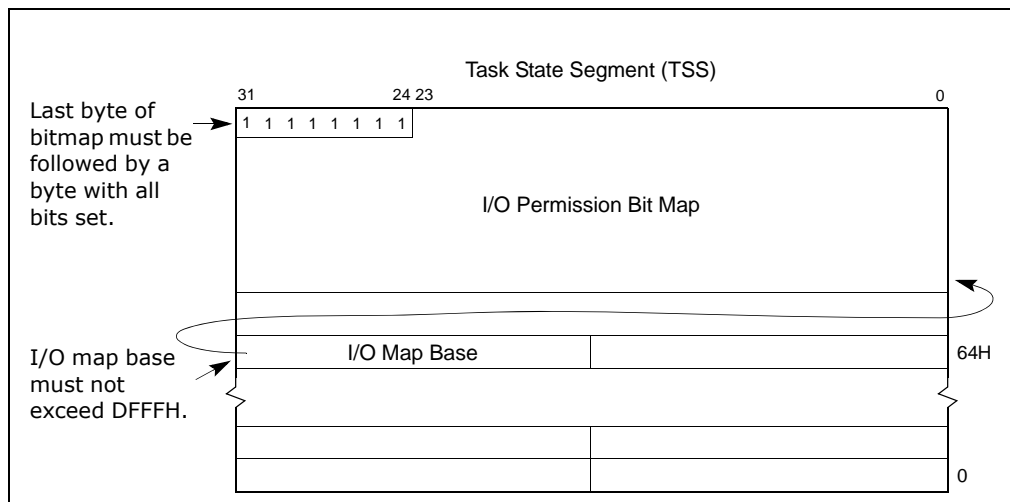 Task State Segment (TSS)
31 24 23 0
Last byte of
bitmap must be
followed by a
byte with all
bits set.
1 1 1 1 1 1 1 1
I/O Permission Bit Map
I/O map base
must not
exceed DFFFH.
I/O Map Base
64H
0